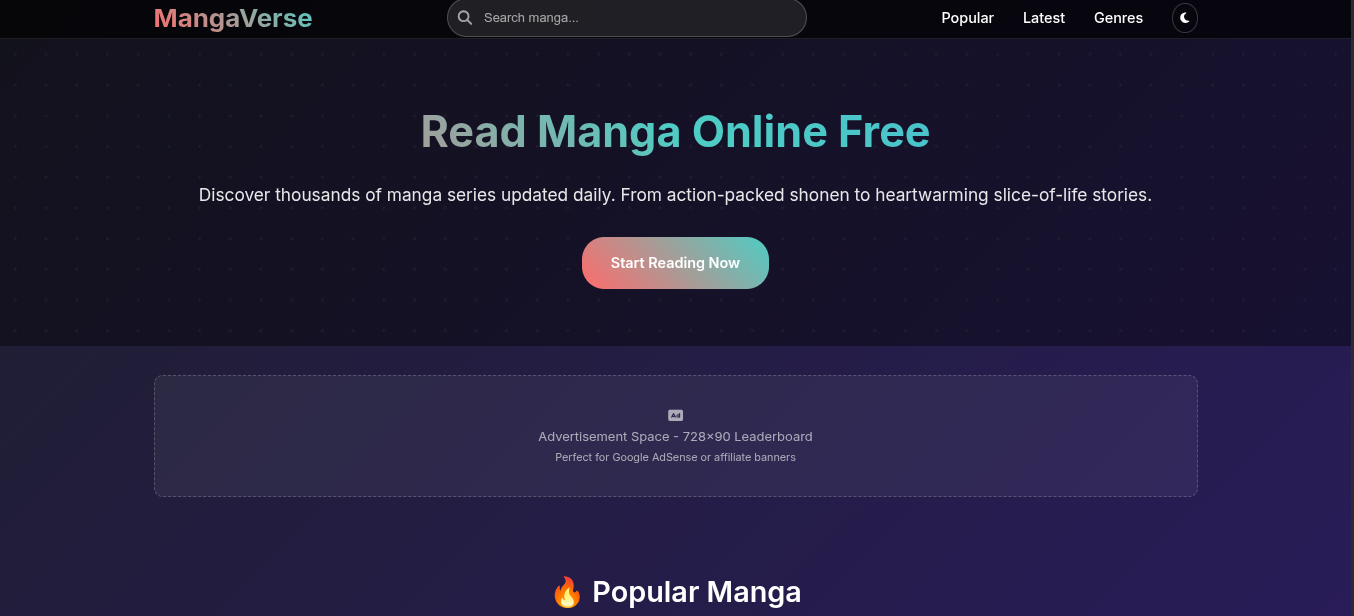 MangaVerse
Search manga...
Popular
Latest
Genres
Read Manga Online Free
Discover thousands of manga series updated daily. From action-packed shonen to heartwarming slice-of-life stories.
Start Reading Now
Ad
Advertisement Space - 728×90 Leaderboard
Perfect for Google AdSense or affiliate banners
🔥 Popular Manga